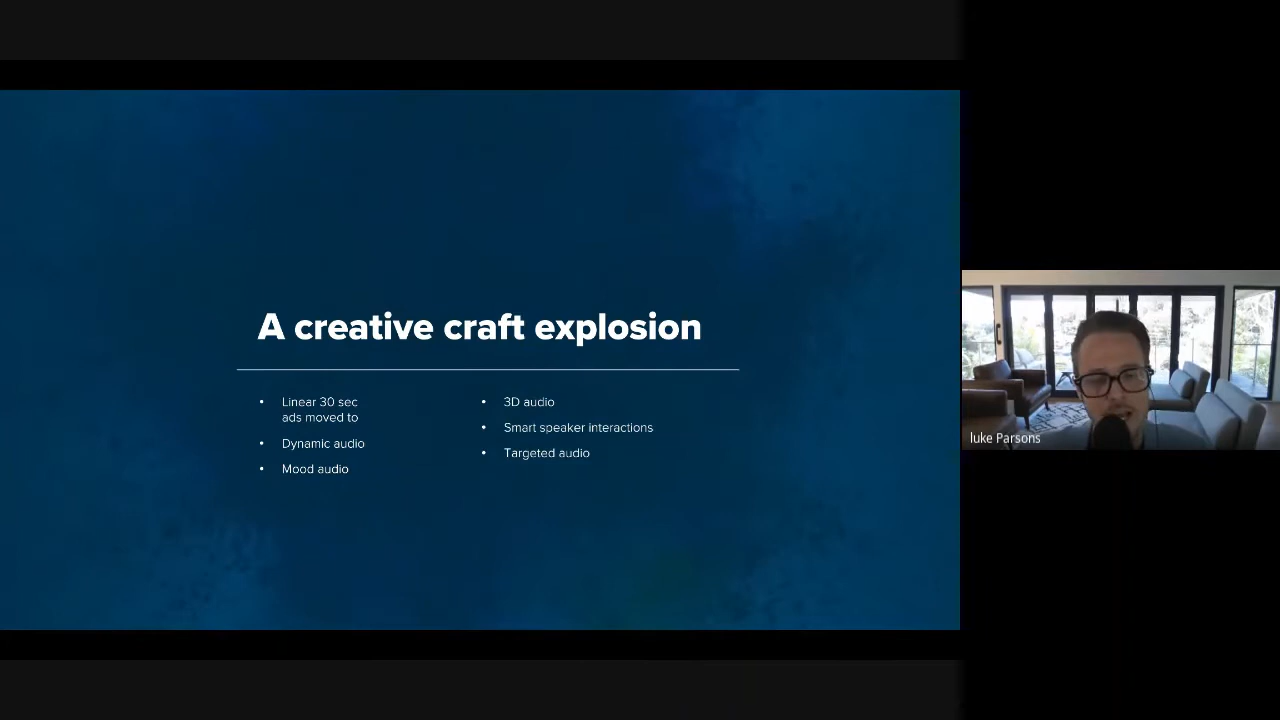 A creative craft explosion
• Linear 30 sec
ads moved to
• Dynamic audio
• Mood audio
• 3D audio
• Smart speaker interactions
• Targeted audio
luke Parsons